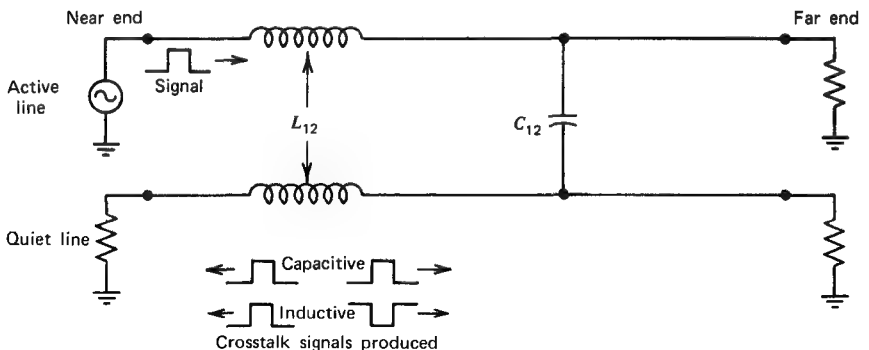 Near end
Far end
Signal
Active
line
L12
C12
Quiet line
Capacitive
Inductive
Crosstalk signals produced